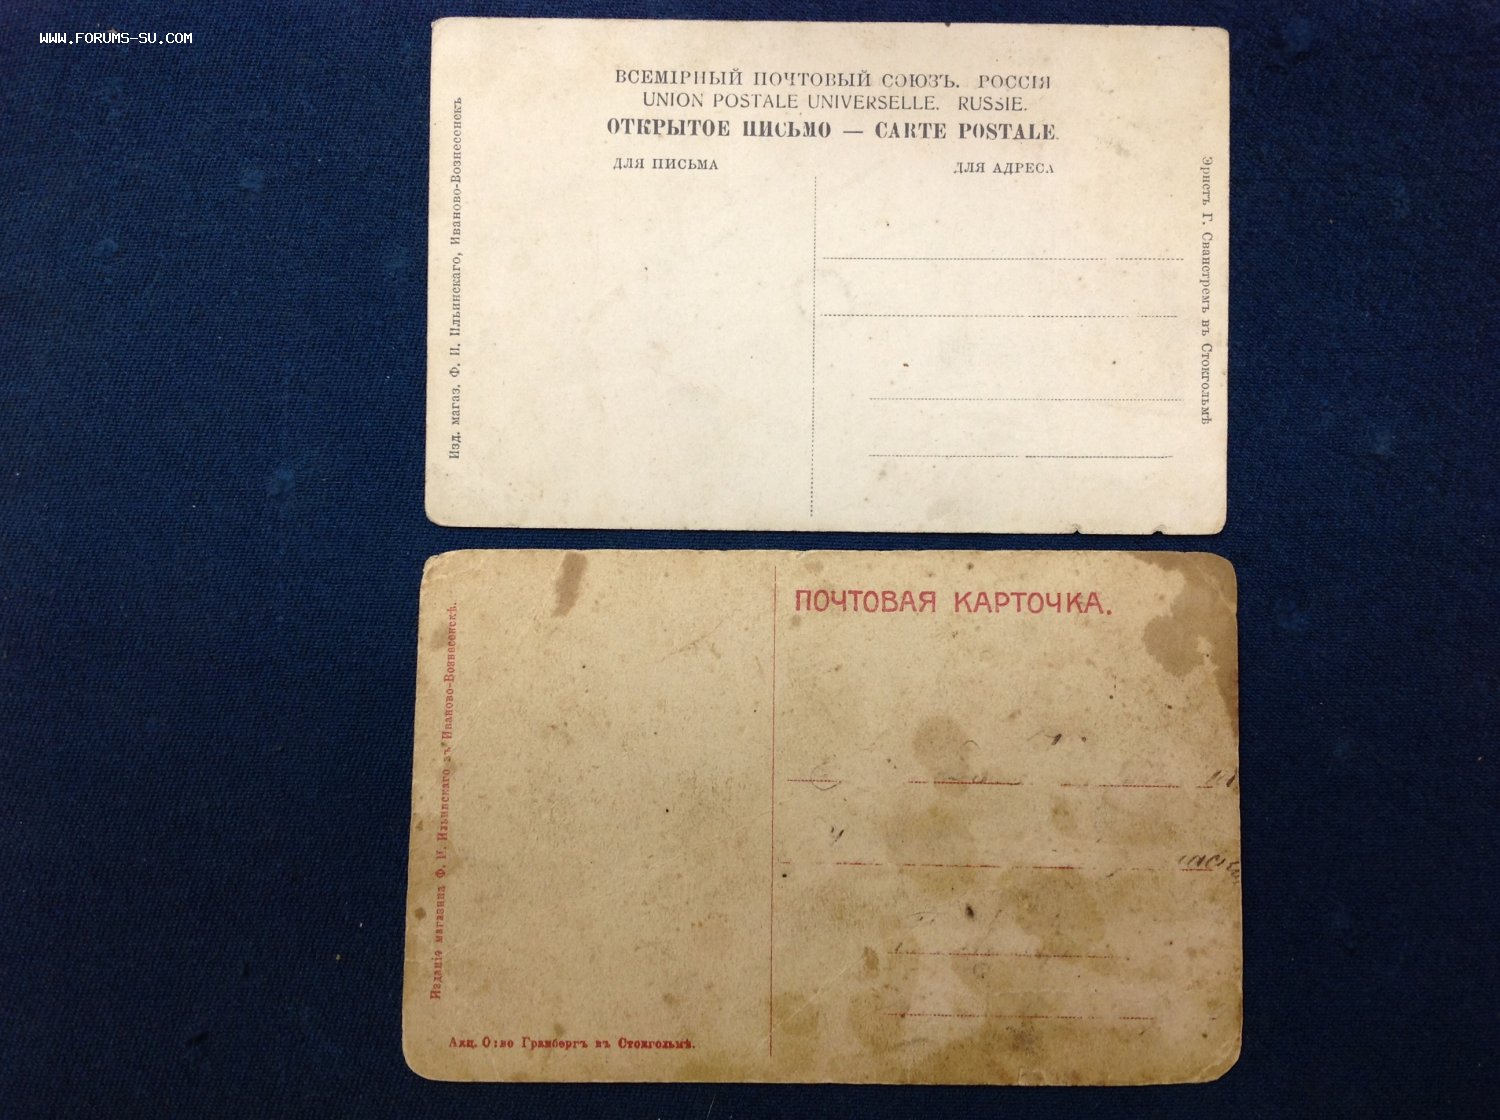 WWW.FORUMS-SU.COM
ВСЕМІРНЫЙ ПОЧТОВЫЙ СОЮЗЪ. РОССІЯ
UNION POSTALE UNIVERSELLE. RUSSIE.
ОТКРЫТОЕ ПИСЬМО — CARTE POSTALE.
ДЛЯ ПИСЬМА
ДЛЯ АДРЕСА
Изд. магаз. Ф. И. Ильинскаго, Иваново-Вознесенскъ
Эрнстъ Г. Сванстремъ въ Стокгольмѣ
ПОЧТОВАЯ КАРТОЧКА.
Изданіе магазина Ф. И. Ильинскаго въ Иваново-Вознесенскѣ.
Акц. О-во Гранбергъ въ Стокгольмѣ.